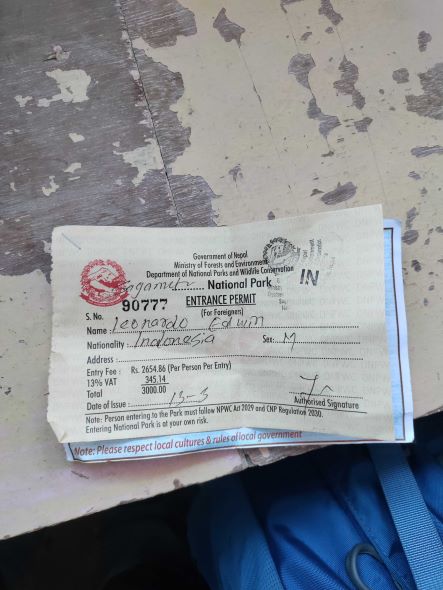 Government of Nepal
Ministry of Forests and Environment
Department of National Parks and Wildlife Conservation
National Park
IN
90777 ENTRANCE PERMIT
(For Foreigners)
S. No.
Name : Leonardo Edwin
Nationality : Indonesia Sex: M
Address :
Entry Fee : Rs. 2654.86 (Per Person Per Entry)
13% VAT 345.14
Total 3000.00
Date of Issue : 13-5
Authorised Signature
Note: Person entering to the Park must follow NPWC Act 2029 and CNP Regulation 2030.
Entering National Park is at your own risk.
Note: Please respect local cultures & rules of local government